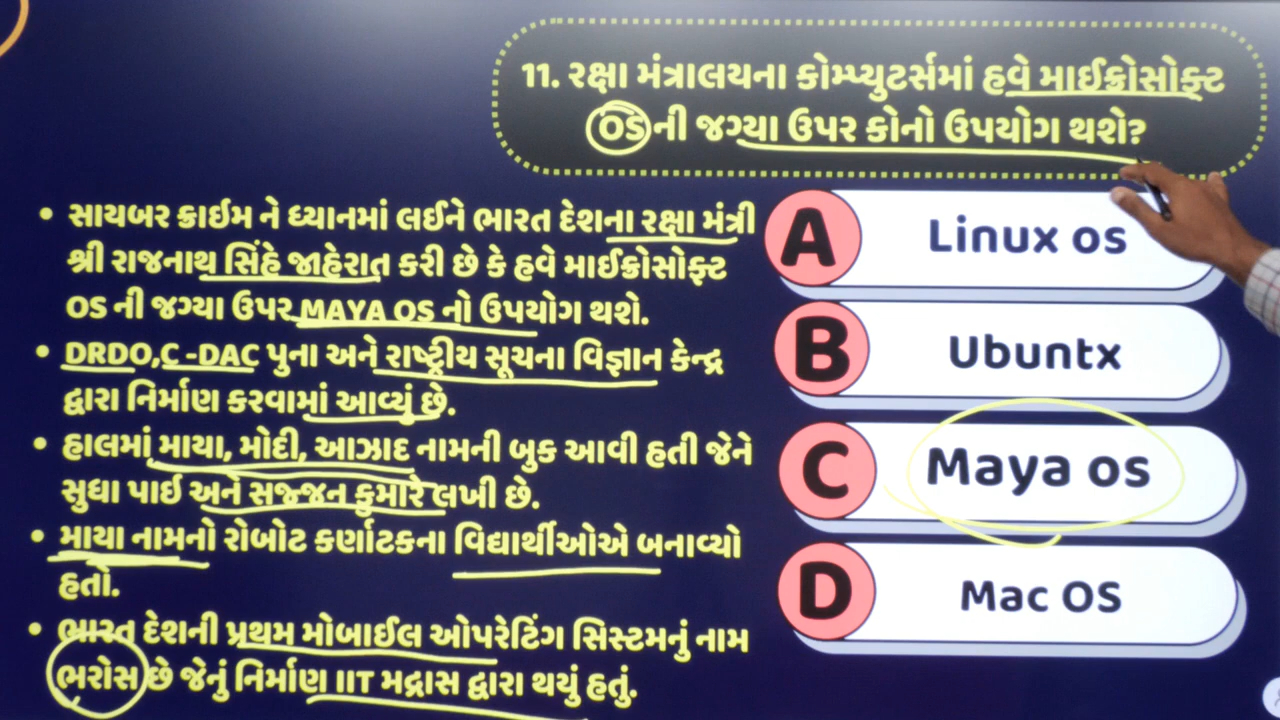 11. રક્ષા મંત્રાલયના કોમ્પ્યુટર્સમાં હવે માઈક્રોસોફ્ટ
OS ની જગ્યા ઉપર કોનો ઉપયોગ થશે?
• સાયબર ક્રાઇમ ને ધ્યાનમાં લઈને ભારત દેશના રક્ષા મંત્રી
શ્રી રાજનાથ સિંહે જાહેરાત કરી છે કે હવે માઈક્રોસોફ્ટ
OS ની જગ્યા ઉપર MAYA OS નો ઉપયોગ થશે.
• DRDO,C -DAC પુના અને રાષ્ટ્રીય સૂચના વિજ્ઞાન કેન્દ્ર
દ્વારા નિર્માણ કરવામાં આવ્યું છે.
• હાલમાં માયા, મોદી, આઝાદ નામની બુક આવી હતી જેને
સુધા પાઇ અને સજ્જન કુમારે લખી છે.
• માયા નામનો રોબોટ કર્ણાટકના વિદ્યાર્થીઓએ બનાવ્યો
હતો.
• ભારત દેશની પ્રથમ મોબાઈલ ઓપરેટિંગ સિસ્ટમનું નામ
ભરોસ છે જેનું નિર્માણ IIT મદ્રાસ દ્વારા થયું હતું.
A Linux os
B Ubuntx
C Maya os
D Mac OS